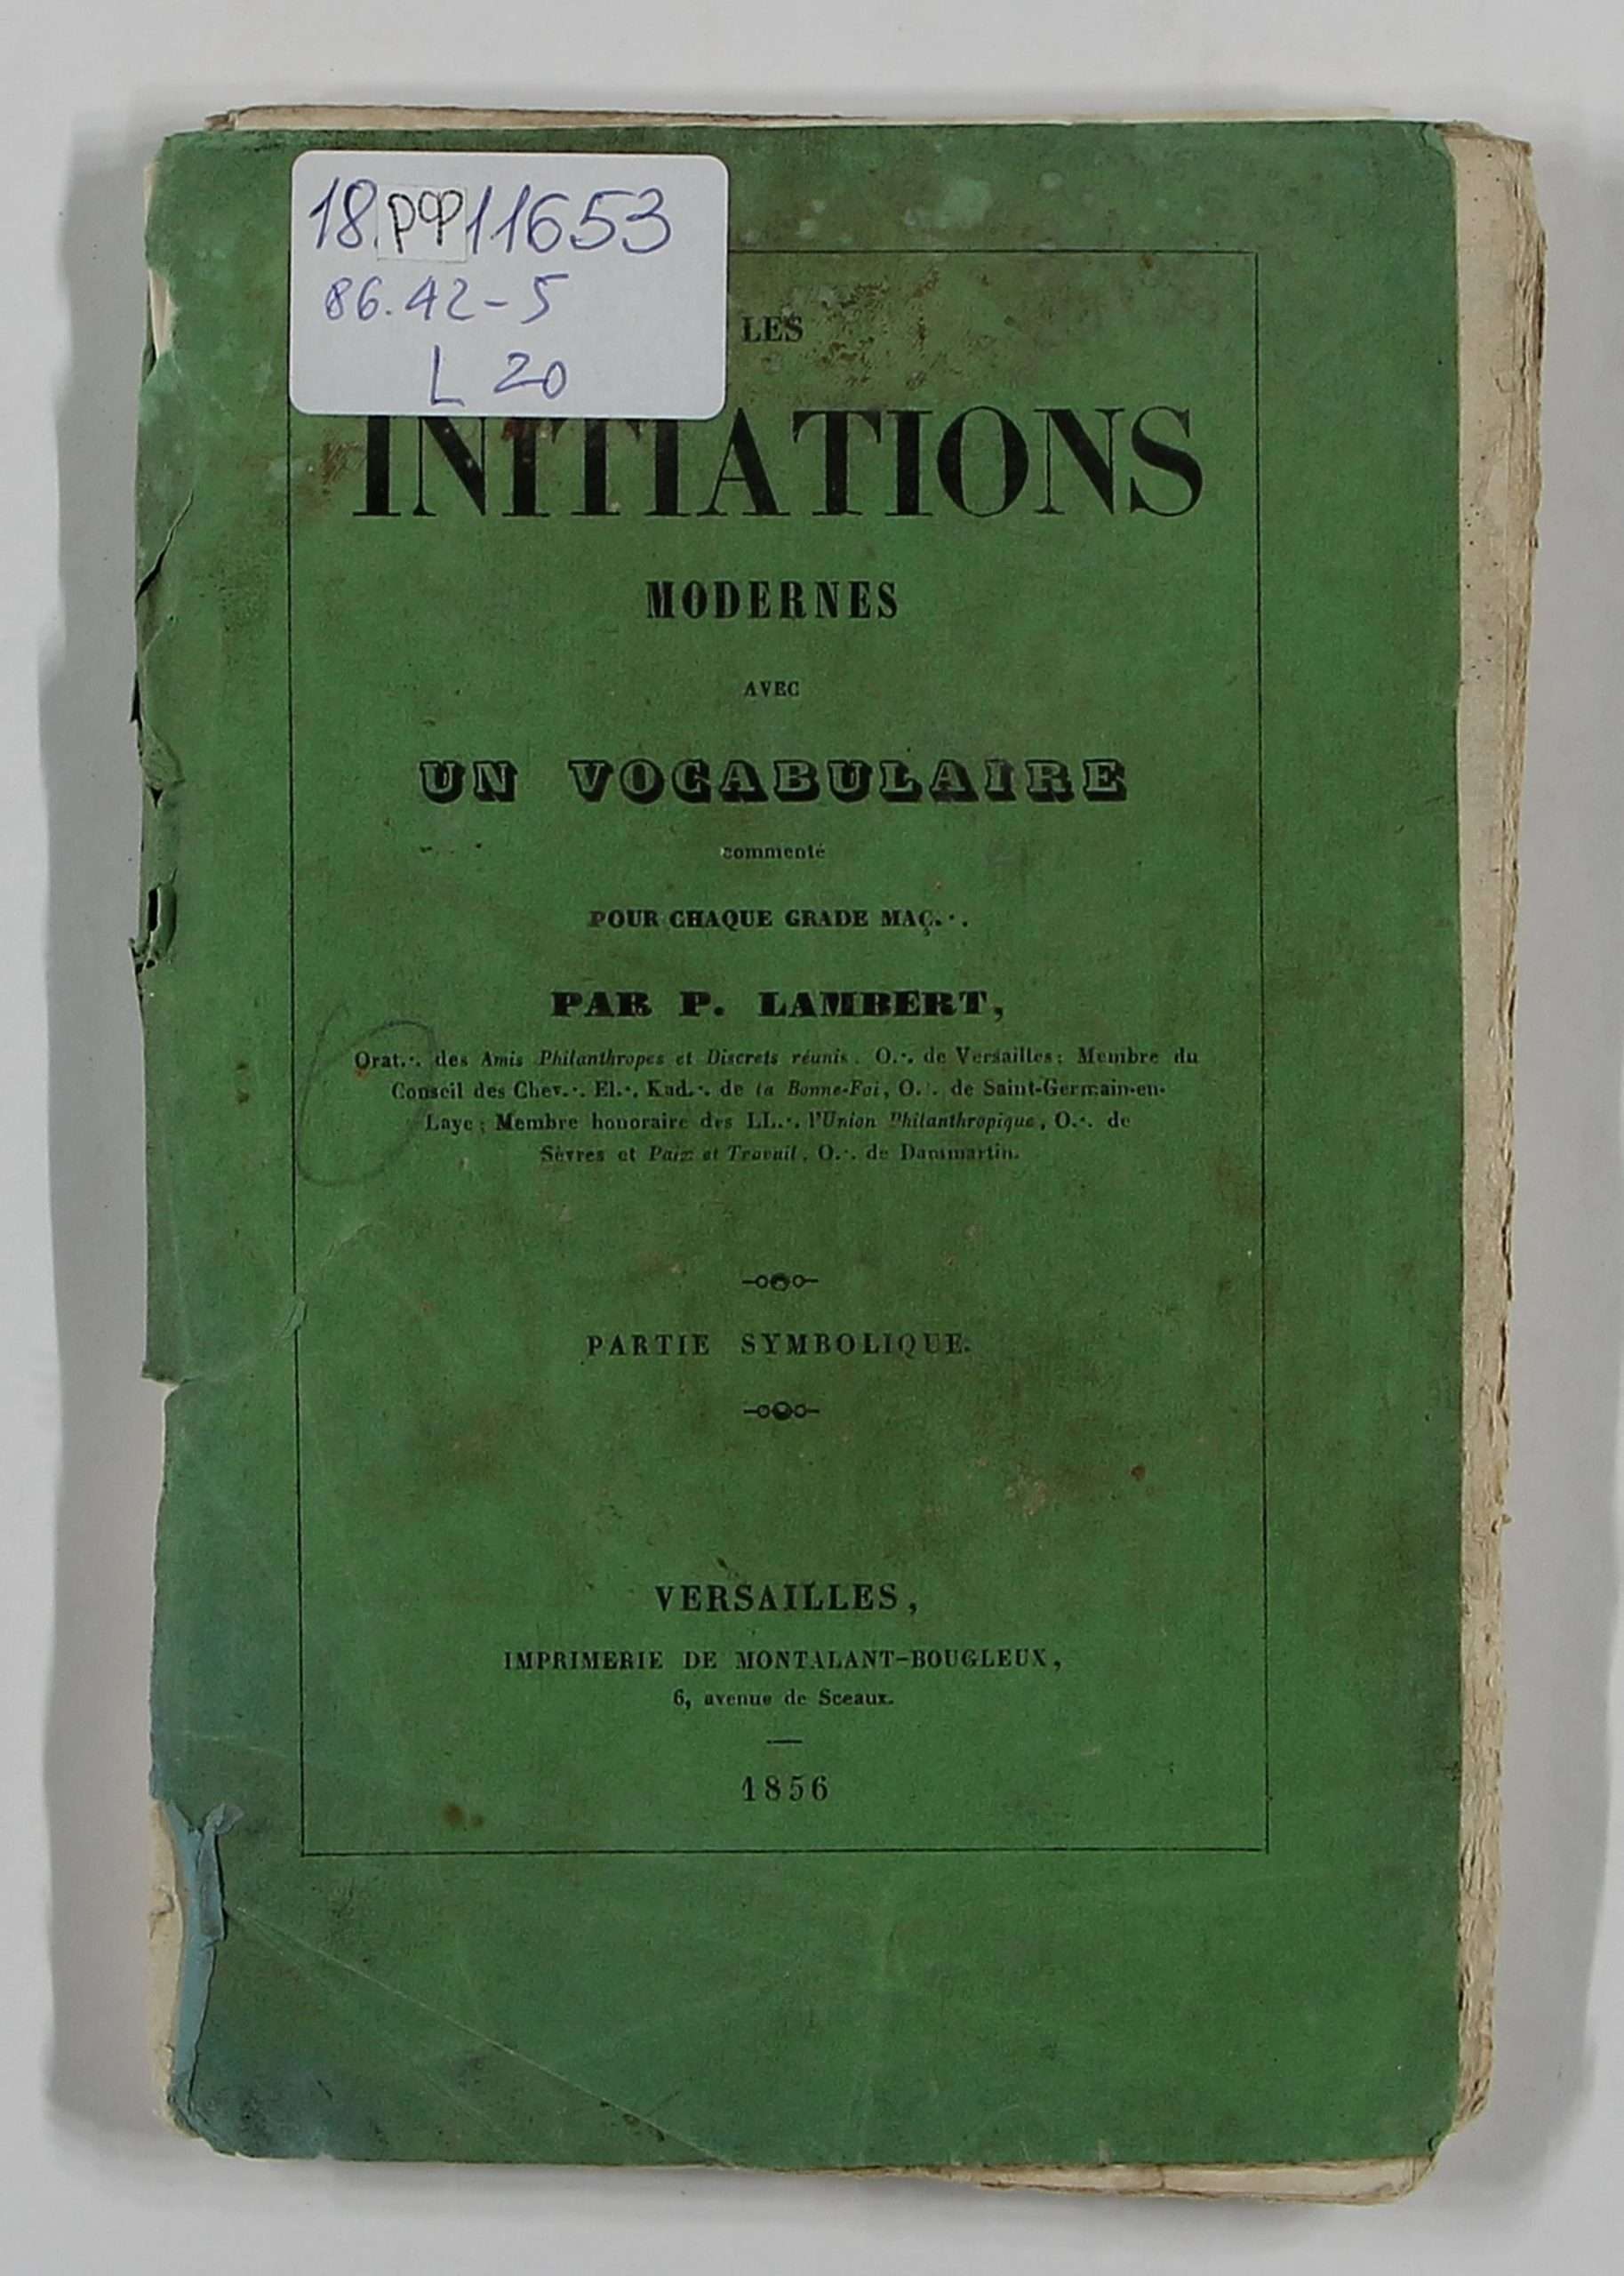 18.РФ11653
86.42-5
L 20
LES
INITIATIONS
MODERNES
AVEC
UN VOCABULAIRE
commenté
POUR CHAQUE GRADE MAÇ.·.
PAR P. LAMBERT,
Orat.·. des Amis Philanthropes et Discrets réunis. O.·. de Versailles; Membre du
Conseil des Chev.·. El.·. Kad.·. de la Bonne-Foi, O.·. de Saint-Germain-en-
Laye; Membre honoraire des LL.·. l'Union Philanthropique, O.·. de
Sèvres et Paix et Travail, O.·. de Dammartin.
PARTIE SYMBOLIQUE.
VERSAILLES,
IMPRIMERIE DE MONTALANT-BOUGLEUX,
6, avenue de Sceaux.
1856